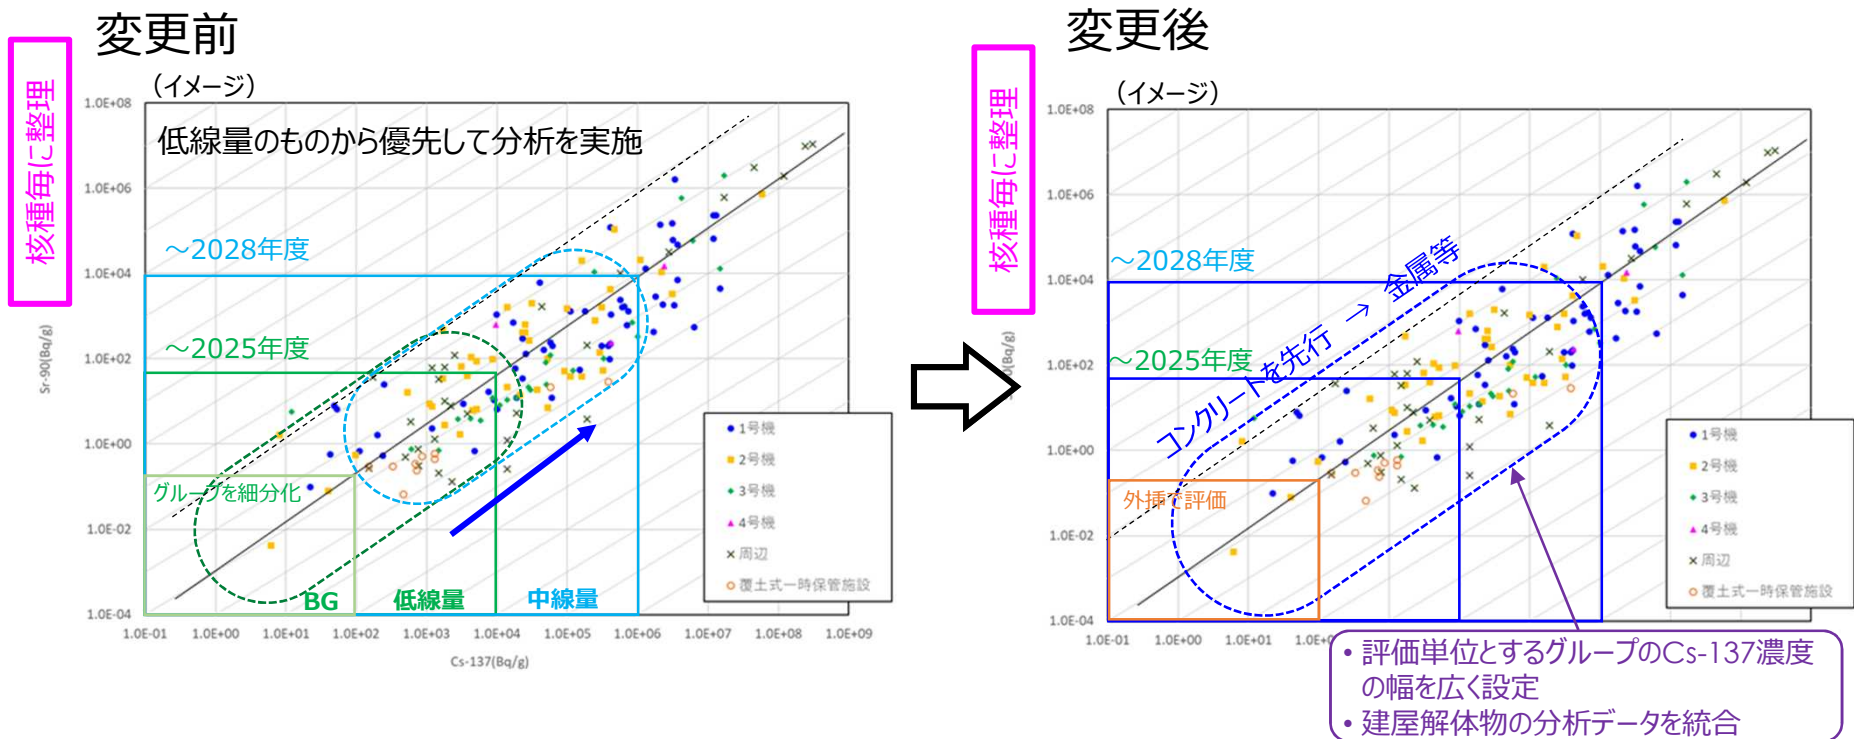 変更前
核種毎に整理
（イメージ）
低線量のものから優先して分析を実施
～2028年度
～2025年度
グループを細分化
BG
低線量
中線量
1.0E+08
1.0E+06
1.0E+04
1.0E+02
1.0E+00
1.0E-02
1.0E-04
Sr-90(Bq/g)
1.0E-01 1.0E+00 1.0E+01 1.0E+02 1.0E+03 1.0E+04 1.0E+05 1.0E+06 1.0E+07 1.0E+08 1.0E+09
Cs-137(Bq/g)
1号機
2号機
3号機
4号機
周辺
覆土式一時保管施設
変更後
核種毎に整理
（イメージ）
～2028年度
～2025年度
コンクリートを先行 → 金属等
外挿で評価
1.0E+08
1.0E+06
1.0E+04
1.0E+02
1.0E+00
1.0E-02
1.0E-04
0(Bq/g)
1.0E-01 1.0E+00 1.0E+01 1.0E+0
1号機
2号機
3号機
4号機
周辺
覆土式一時保管施設
• 評価単位とするグループのCs-137濃度
の幅を広く設定
• 建屋解体物の分析データを統合